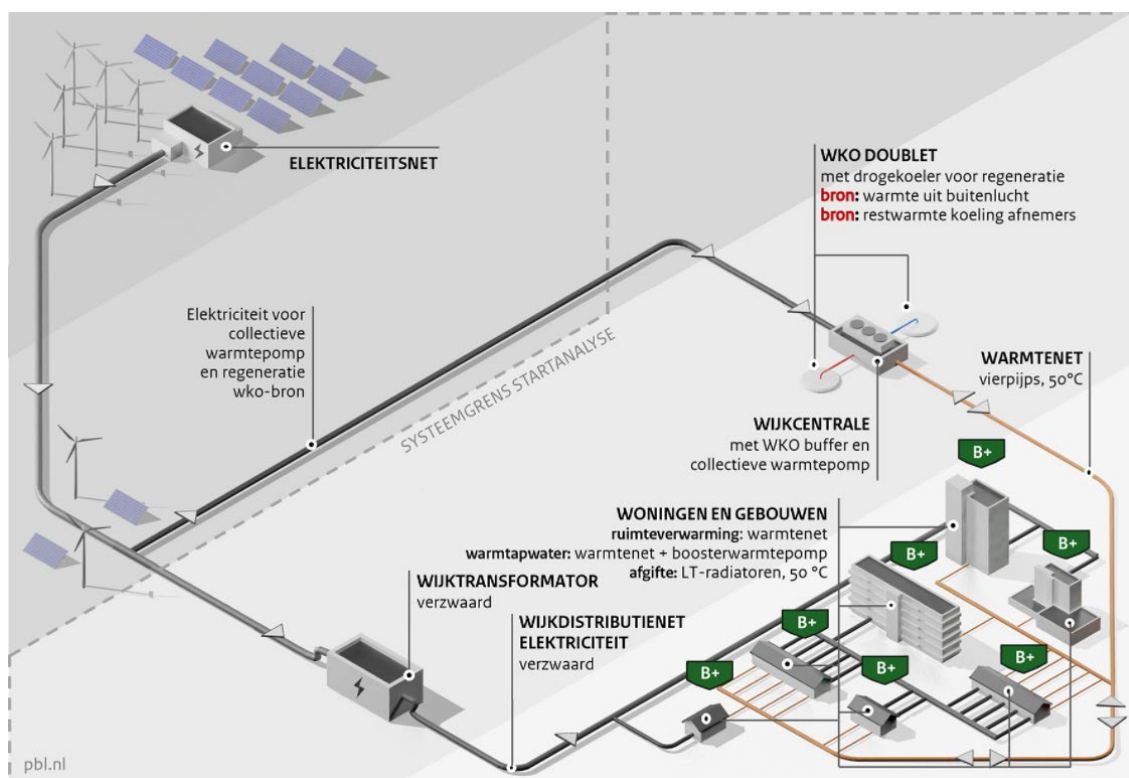 ELEKTRICITEITSNET
WKO DOUBLET
met drogekoeler voor regeneratie
bron: warmte uit buitenlucht
bron: restwarmte koeling afnemers
Elektriciteit voor
collectieve
warmtepomp
en regeneratie
wko-bron
SYSTEEMGRENS STARTANALYSE
WARMTENET
vierpijps, 50°C
WIJKCENTRALE
met WKO buffer en
collectieve warmtepomp
B+
WONINGEN EN GEBOUWEN
ruimteverwarming: warmtenet
warmtapwater: warmtenet + boosterwarmtepomp
afgifte: LT-radiatoren, 50 °C
B+
B+
WIJKTRANSFORMATOR
verzwaard
WIJKDISTRIBUTIENET
ELEKTRICITEIT
verzwaard
B+
B+
B+
B+
pbl.nl